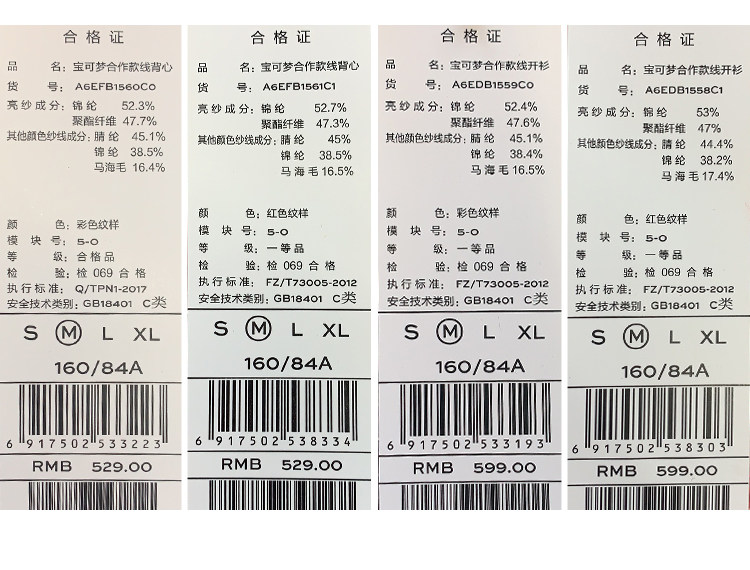 合格证
品 名：宝可梦合作款线背心
货 号：A6EFB1560C0
亮纱成分：锦纶 52.3%
聚酯纤维 47.7%
其他颜色纱线成分：腈纶 45.1%
锦纶 38.5%
马海毛 16.4%
颜 色：彩色纹样
模块号：5-0
等 级：合格品
检 验：检 069 合格
执行标准：Q/TPN1-2017
安全技术类别：GB18401 C类
S M L XL
160/84A
6 917502 533223
RMB 529.00
合格证
品 名：宝可梦合作款线背心
货 号：A6EFB1561C1
亮纱成分：锦纶 52.7%
聚酯纤维 47.3%
其他颜色纱线成分：腈纶 45%
锦纶 38.5%
马海毛 16.5%
颜 色：红色纹样
模块号：5-0
等 级：一等品
检 验：检 069 合格
执行标准：FZ/T73005-2012
安全技术类别：GB18401 C类
S M L XL
160/84A
6 917502 538334
RMB 529.00
合格证
品 名：宝可梦合作款线开衫
货 号：A6EDB1559C0
亮纱成分：锦纶 52.4%
聚酯纤维 47.6%
其他颜色纱线成分：腈纶 45.1%
锦纶 38.4%
马海毛 16.5%
颜 色：彩色纹样
模块号：5-0
等 级：一等品
检 验：检 069 合格
执行标准：FZ/T73005-2012
安全技术类别：GB18401 C类
S M L XL
160/84A
6 917502 533193
RMB 599.00
合格证
品 名：宝可梦合作款线开衫
货 号：A6EDB1558C1
亮纱成分：锦纶 53%
聚酯纤维 47%
其他颜色纱线成分：腈纶 44.4%
锦纶 38.2%
马海毛 17.4%
颜 色：红色纹样
模块号：5-0
等 级：一等品
检 验：检 069 合格
执行标准：FZ/T73005-2012
安全技术类别：GB18401 C类
S M L XL
160/84A
6 917502 538303
RMB 599.00